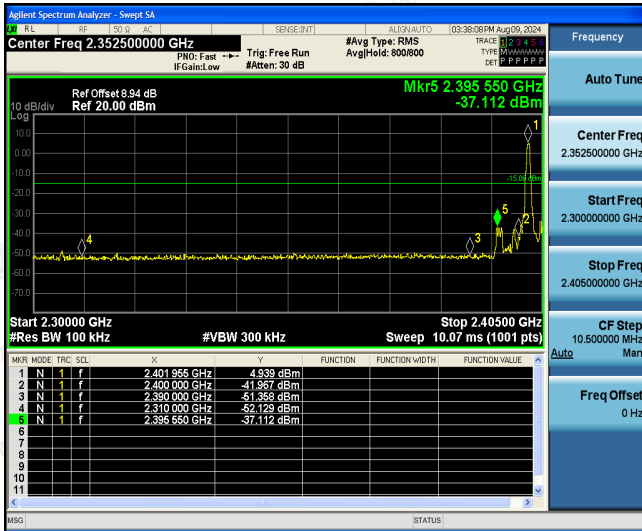 Agilent Spectrum Analyzer - Swept SA
RL RF 50 Ω AC SENSE:INT ALIGN AUTO 03:38:08 PM Aug 09, 2024
Center Freq 2.352500000 GHz
#Avg Type: RMS
TRACE 1 2 3 4 5 6
PNO: Fast
Trig: Free Run
Avg|Hold: 800/800
TYPE
IFGain:Low
#Atten: 30 dB
DET P P P P P P
Frequency
Auto Tune
Center Freq
2.352500000 GHz
Start Freq
2.300000000 GHz
Stop Freq
2.405000000 GHz
CF Step
10.500000 MHz
Auto Man
Freq Offset
0 Hz
Mkr5 2.395 550 GHz
-37.112 dBm
Ref Offset 8.94 dB
10 dB/div Ref 20.00 dBm
Log
10.0
0.00
-10.0
-20.0
-30.0
-40.0
-50.0
-60.0
-70.0
1
2
3
4
5
Start 2.30000 GHz
Stop 2.40500 GHz
#Res BW 100 kHz
#VBW 300 kHz
Sweep 10.07 ms (1001 pts)
MKR MODE TRC SCL X Y FUNCTION FUNCTION WIDTH FUNCTION VALUE
1 N 1 f 2.401 955 GHz 4.939 dBm
2 N 1 f 2.400 000 GHz -41.967 dBm
3 N 1 f 2.390 000 GHz -51.358 dBm
4 N 1 f 2.310 000 GHz -52.129 dBm
5 N 1 f 2.395 550 GHz -37.112 dBm
6
7
8
9
10
11
MSG STATUS